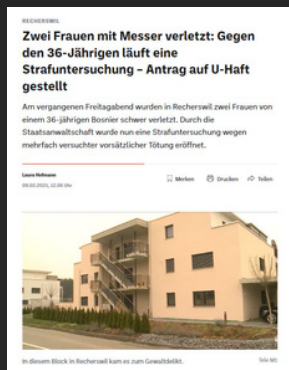 RECHERSWIL
Zwei Frauen mit Messer verletzt: Gegen
den 36-Jährigen läuft eine
Strafuntersuchung – Antrag auf U-Haft
gestellt
Am vergangenen Freitagabend wurden in Recherswil zwei Frauen von
einem 36-jährigen Bosnier schwer verletzt. Durch die
Staatsanwaltschaft wurde nun eine Strafuntersuchung wegen
mehrfach versuchter vorsätzlicher Tötung eröffnet.
Laura Hofmann
Merken Drucken Teilen
In diesem Block in Recherswil kam es zum Gewaltdelikt.